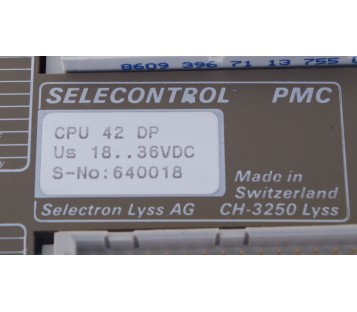 8609 396 71 13 755
SELECONTROL PMC
CPU 42 DP
Us 18..36VDC
S-No:640018
Made in
Switzerland
Selectron Lyss AG CH-3250 Lyss